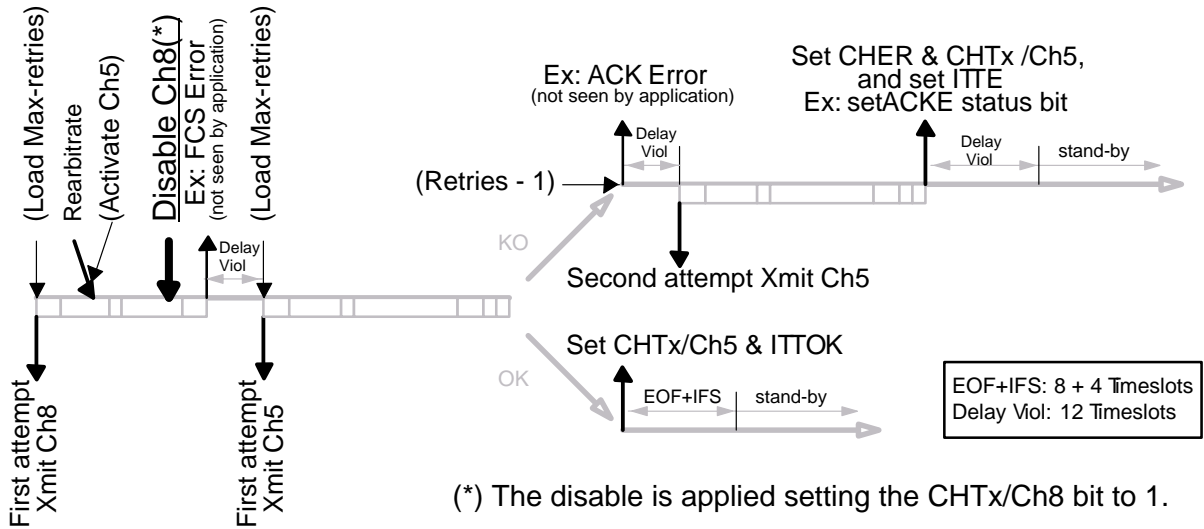 (Load Max-retries)
Rearbitrate
(Activate Ch5)
Disable Ch8(*)
Ex: FCS Error
(not seen by application)
(Load Max-retries)
Delay
Viol
First attempt
Xmit Ch8
First attempt
Xmit Ch5
KO
OK
Ex: ACK Error
(not seen by application)
Set CHER & CHTx /Ch5,
and set ITTE
Ex: setACKE status bit
Delay
Viol
Delay
Viol
stand-by
(Retries - 1)
Second attempt Xmit Ch5
Set CHTx/Ch5 & ITTOK
EOF+IFS
stand-by
EOF+IFS: 8 + 4 Timeslots
Delay Viol: 12 Timeslots
(*) The disable is applied setting the CHTx/Ch8 bit to 1.